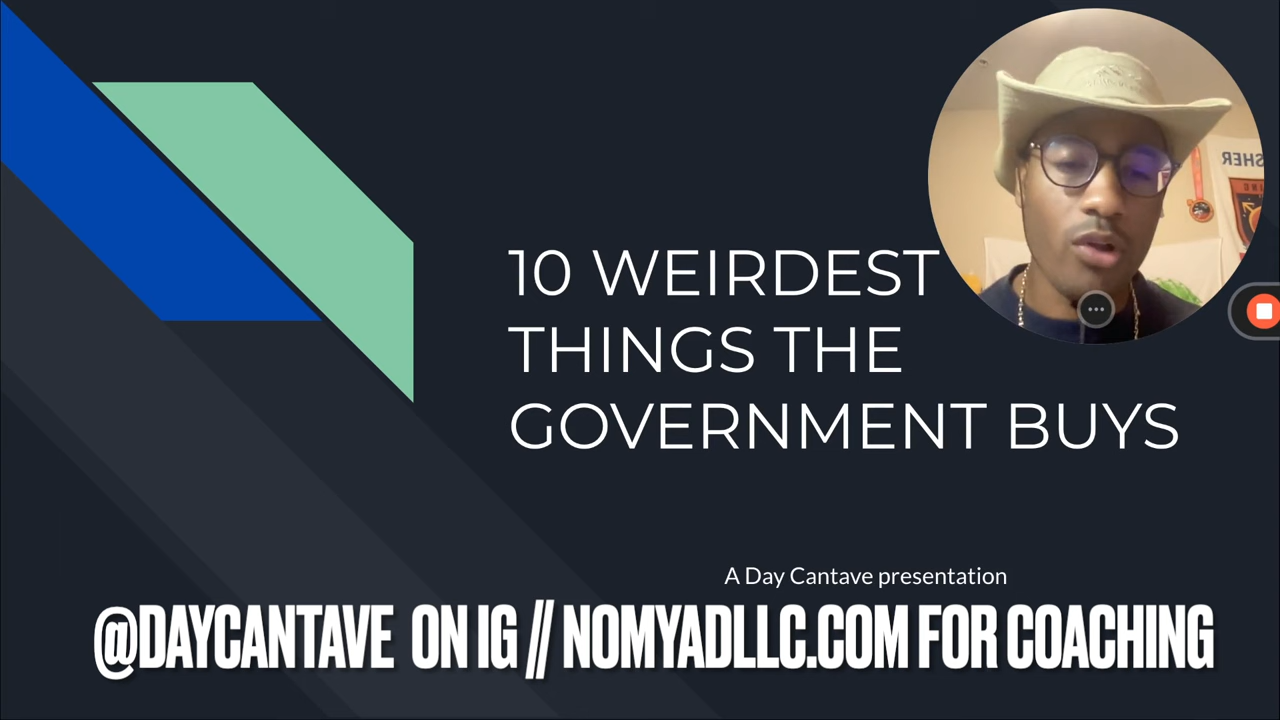 10 WEIRDEST
THINGS THE
GOVERNMENT BUYS
A Day Cantave presentation
@DAYCANTAVE ON IG // NOMYADLLC.COM FOR COACHING